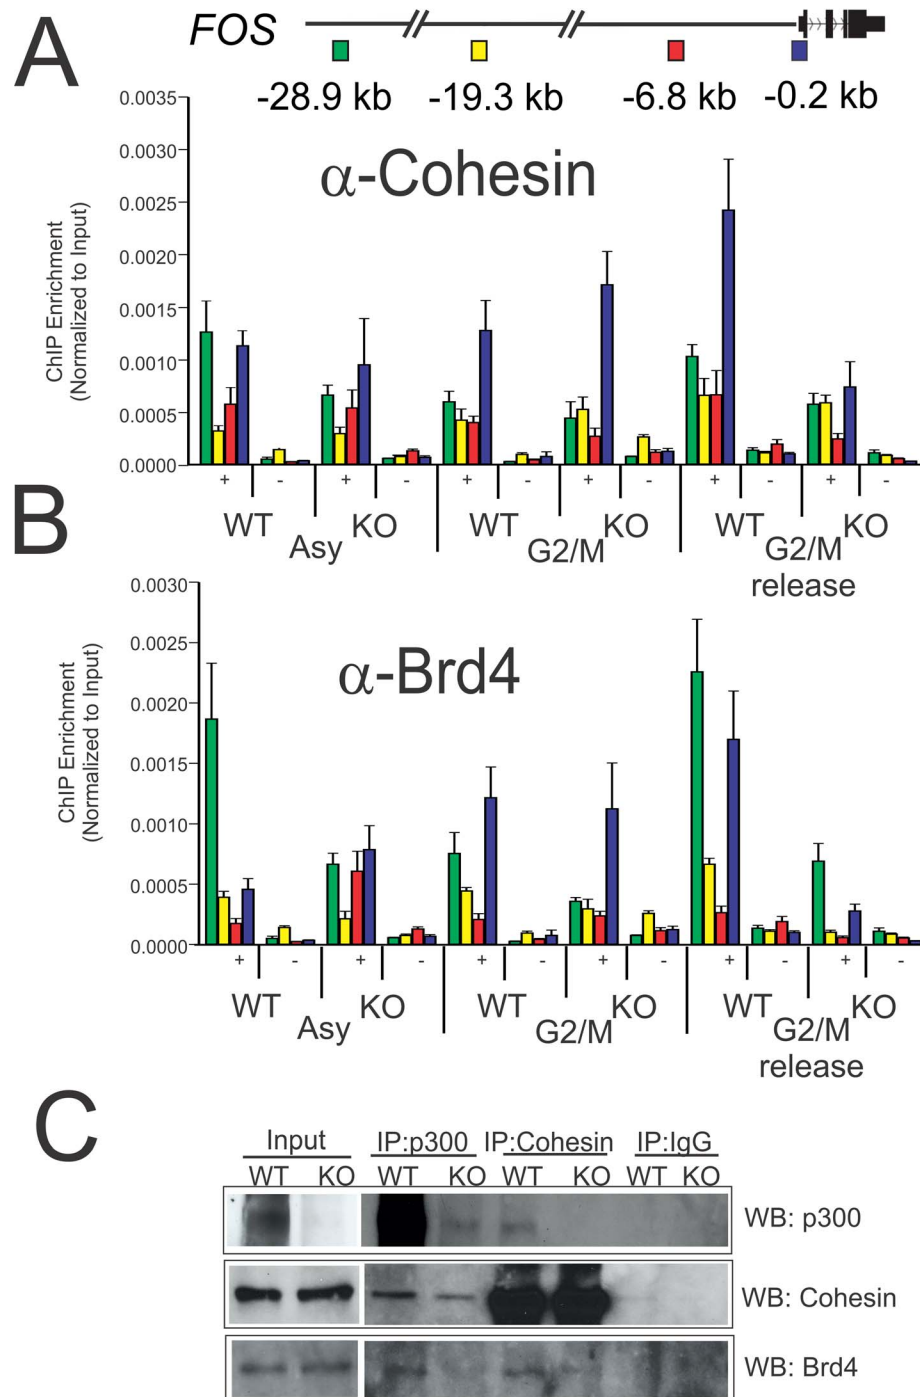 A
FOS
-28.9 kb -19.3 kb -6.8 kb -0.2 kb
α-Cohesin
ChIP Enrichment
(Normalized to Input)
0.0035
0.0030
0.0025
0.0020
0.0015
0.0010
0.0005
0.0000
+ - + - + - + - + - + -
WT KO WT KO WT KO
Asy G2/M G2/M
release
B
α-Brd4
ChIP Enrichment
(Normalized to Input)
0.0030
0.0025
0.0020
0.0015
0.0010
0.0005
0.0000
+ - + - + - + - + - + -
WT KO WT KO WT KO
Asy G2/M G2/M
release
C
Input IP:p300 IP:Cohesin IP:IgG
WT KO WT KO WT KO WT KO
WB: p300
WB: Cohesin
WB: Brd4